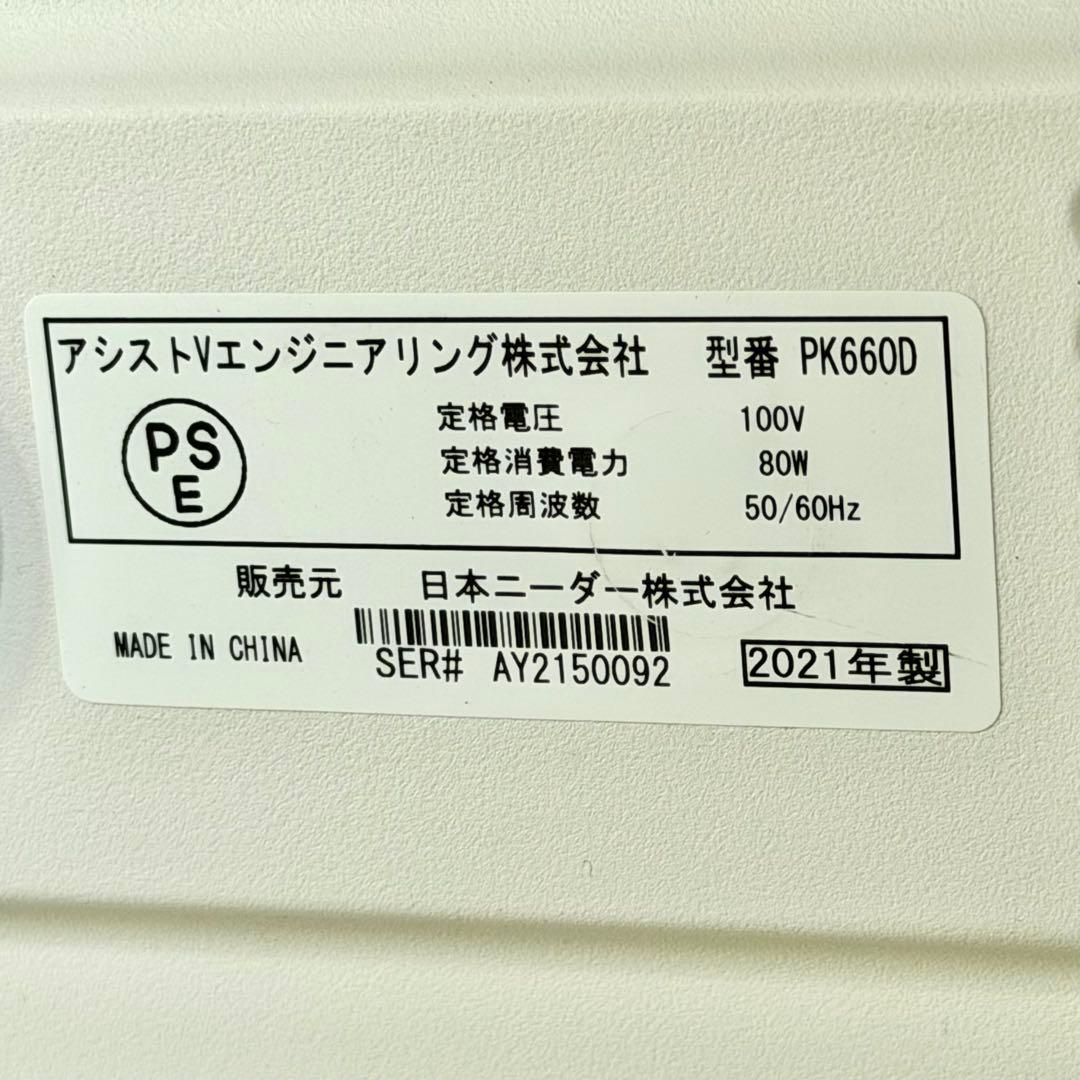 アシストVエンジニアリング株式会社 型番 PK660D
PS
E
定格電圧 100V
定格消費電力 80W
定格周波数 50/60Hz
販売元 日本ニーダー株式会社
MADE IN CHINA
SER# AY2150092
2021年製